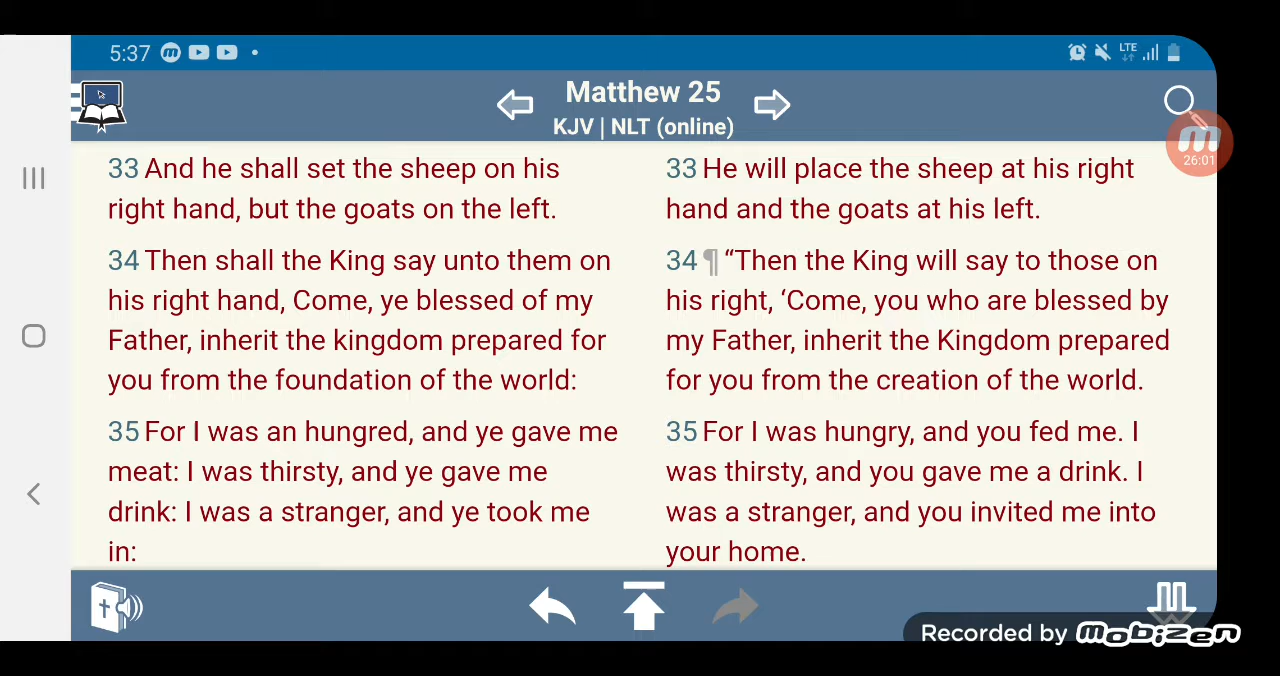 5:37
LTE
Matthew 25
KJV | NLT (online)
26:01
33 And he shall set the sheep on his
right hand, but the goats on the left.
34 Then shall the King say unto them on
his right hand, Come, ye blessed of my
Father, inherit the kingdom prepared for
you from the foundation of the world:
35 For I was an hungred, and ye gave me
meat: I was thirsty, and ye gave me
drink: I was a stranger, and ye took me
in:
33 He will place the sheep at his right
hand and the goats at his left.
34 ¶ “Then the King will say to those on
his right, ‘Come, you who are blessed by
my Father, inherit the Kingdom prepared
for you from the creation of the world.
35 For I was hungry, and you fed me. I
was thirsty, and you gave me a drink. I
was a stranger, and you invited me into
your home.
Recorded by mobizen